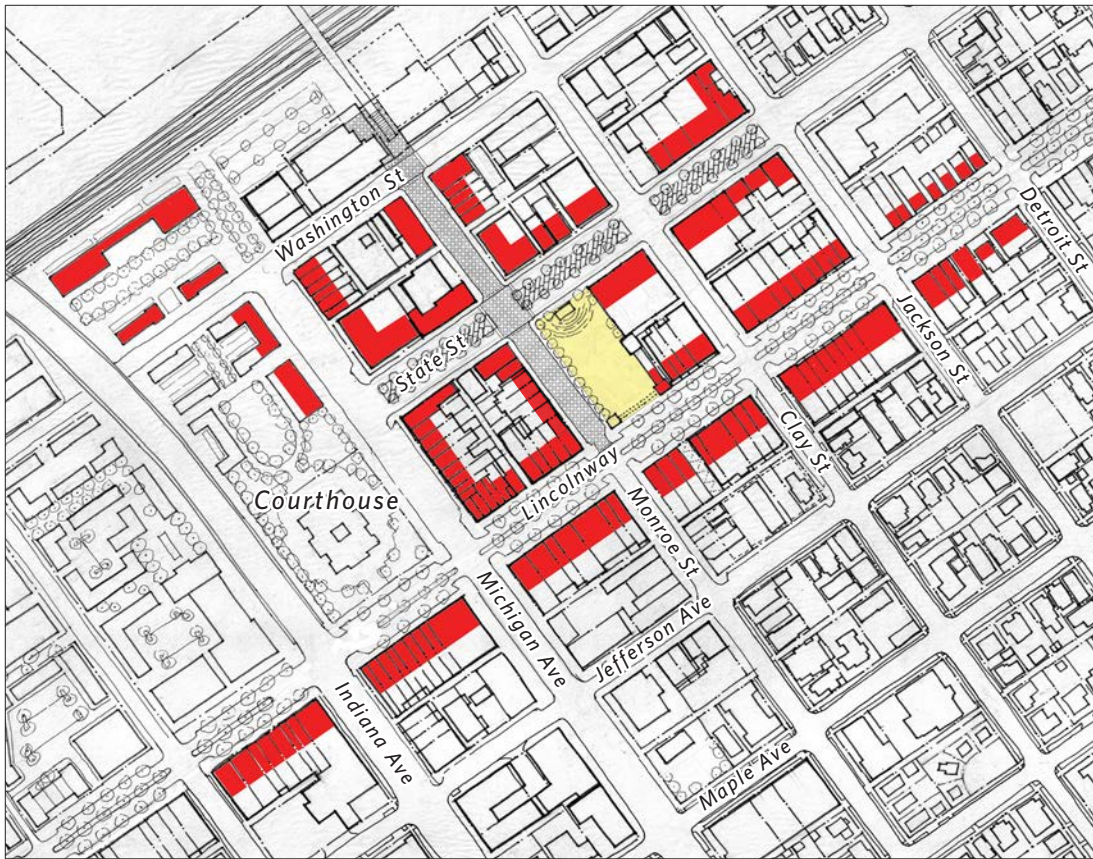 Washington St
Detroit St
Jackson St
State St
Clay St
Lincolnway
Courthouse
Monroe St
Michigan Ave
Jefferson Ave
Indiana Ave
Maple Ave